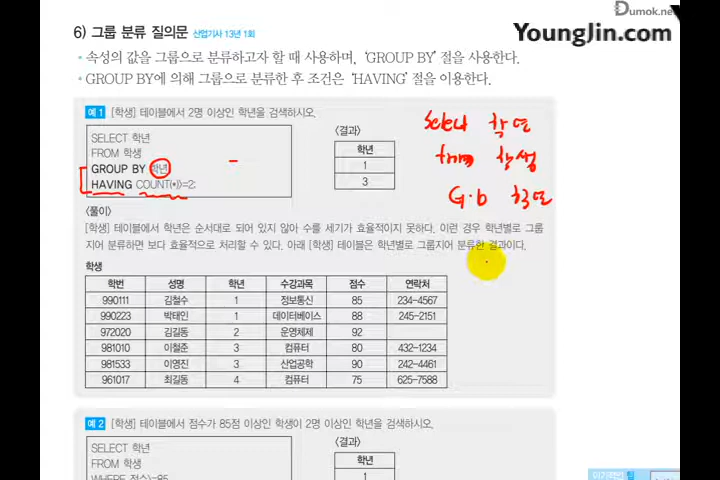 Dumok.net
YoungJin.com
6) 그룹 분류 질의문 산업기사 13년 1회
• 속성의 값을 그룹으로 분류하고자 할 때 사용하며, ‘GROUP BY’ 절을 사용한다.
• GROUP BY에 의해 그룹으로 분류한 후 조건은 ‘HAVING’ 절을 이용한다.
예 1 [학생] 테이블에서 2명 이상인 학년을 검색하시오.
SELECT 학년
FROM 학생
GROUP BY 학년
HAVING COUNT(*)>=2;
〈결과〉
학년
1
3
Select 학년
from 학생
G.b 학년
〈풀이〉
[학생] 테이블에서 학년은 순서대로 되어 있지 않아 수를 세기가 효율적이지 못하다. 이런 경우 학년별로 그룹
지어 분류하면 보다 효율적으로 처리할 수 있다. 아래 [학생] 테이블은 학년별로 그룹지어 분류한 결과이다.
학생
학번 성명 학년 수강과목 점수 연락처
990111 김철수 1 정보통신 85 234-4567
990223 박태인 1 데이터베이스 88 245-2151
972020 김길동 2 운영체제 92
981010 이철준 3 컴퓨터 80 432-1234
981533 이영진 3 산업공학 90 242-4461
961017 최길동 4 컴퓨터 75 625-7588
예 2 [학생] 테이블에서 점수가 85점 이상인 학생이 2명 이상인 학년을 검색하시오.
SELECT 학년
FROM 학생
WHERE 점수>=85
〈결과〉
학년
1